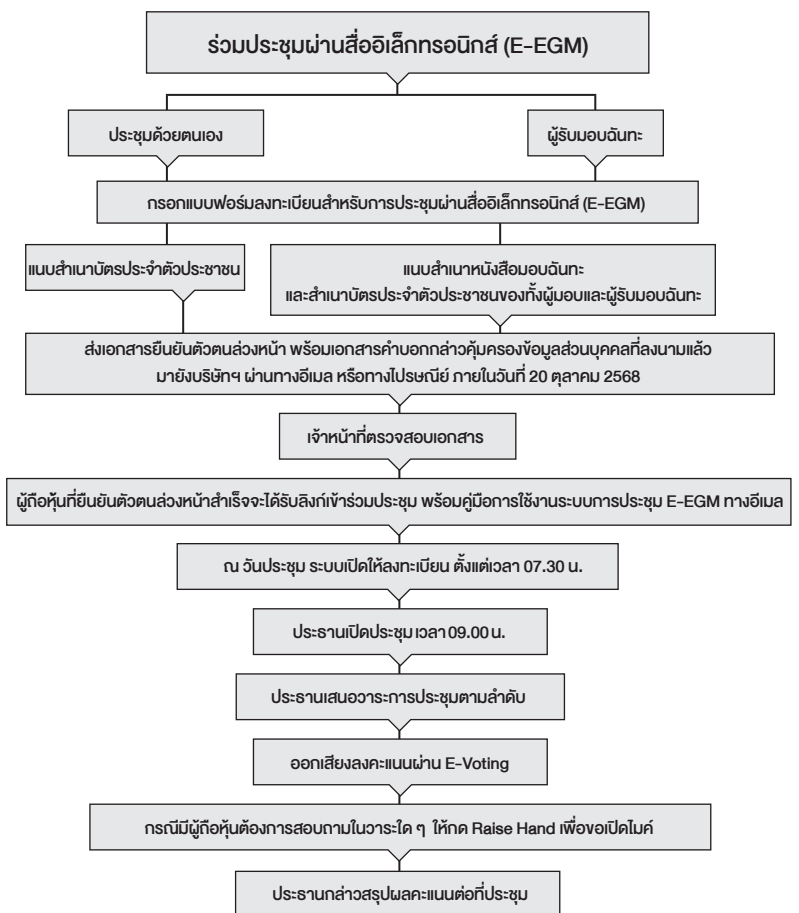 ร่วมประชุมผ่านสื่ออิเล็กทรอนิกส์ (E-EGM)
ประชุมด้วยตนเอง
ผู้รับมอบฉันทะ
กรอกแบบฟอร์มลงทะเบียนสำหรับการประชุมผ่านสื่ออิเล็กทรอนิกส์ (E-EGM)
แนบสำเนาบัตรประจำตัวประชาชน
แนบสำเนาหนังสือมอบฉันทะ
และสำเนาบัตรประจำตัวประชาชนของทั้งผู้มอบและผู้รับมอบฉันทะ
ส่งเอกสารยืนยันตัวตนล่วงหน้า พร้อมเอกสารคำบอกกล่าวคุ้มครองข้อมูลส่วนบุคคลที่ลงนามแล้ว
มายังบริษัทฯ ผ่านทางอีเมล หรือทางไปรษณีย์ ภายในวันที่ 20 ตุลาคม 2568
เจ้าหน้าที่ตรวจสอบเอกสาร
ผู้ถือหุ้นที่ยืนยันตัวตนล่วงหน้าสำเร็จจะได้รับลิงก์เข้าร่วมประชุม พร้อมคู่มือการใช้งานระบบการประชุม E-EGM ทางอีเมล
ณ วันประชุม ระบบเปิดให้ลงทะเบียน ตั้งแต่เวลา 07.30 น.
ประธานเปิดประชุม เวลา 09.00 น.
ประธานเสนอวาระการประชุมตามลำดับ
ออกเสียงลงคะแนนผ่าน E-Voting
กรณีมีผู้ถือหุ้นต้องการสอบถามในวาระใด ๆ ให้กด Raise Hand เพื่อขอเปิดไมค์
ประธานกล่าวสรุปผลคะแนนต่อที่ประชุม